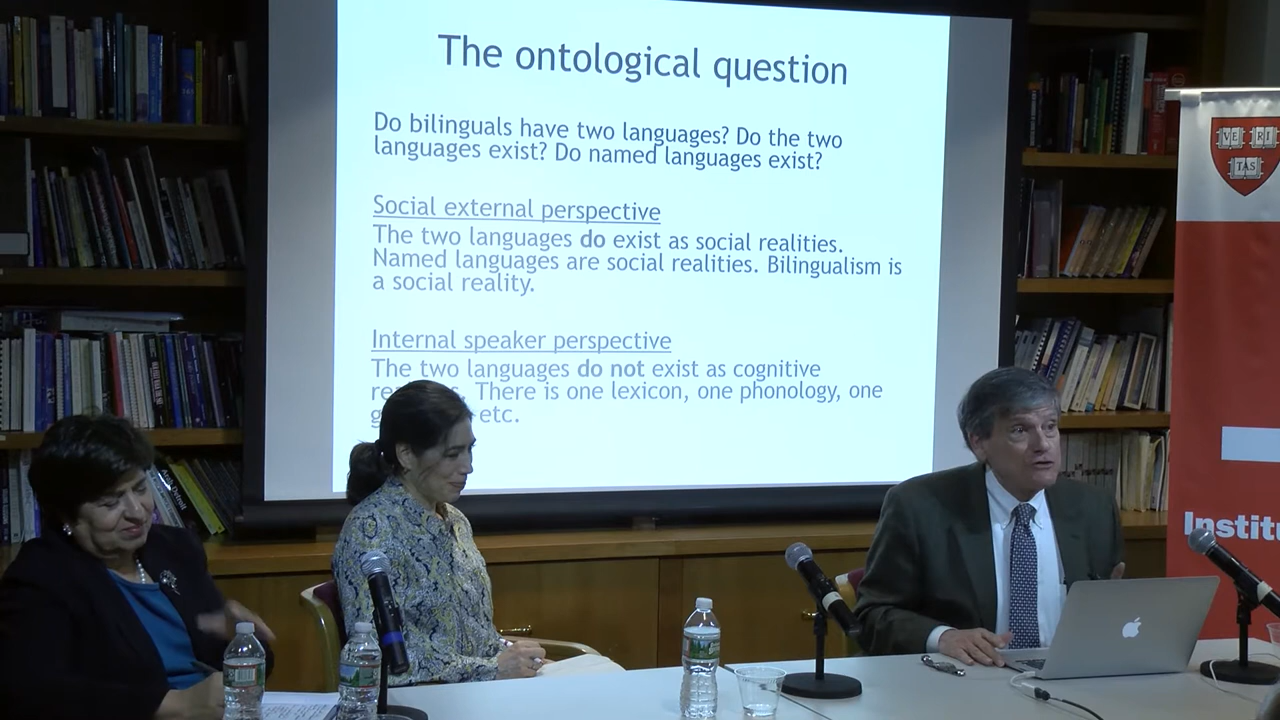 The ontological question
Do bilinguals have two languages? Do the two
languages exist? Do named languages exist?
Social external perspective
The two languages do exist as social realities.
Named languages are social realities. Bilingualism is
a social reality.
Internal speaker perspective
The two languages do not exist as cognitive
There is one lexicon, one phonology, one
etc.
VE RI
TAS
Institu